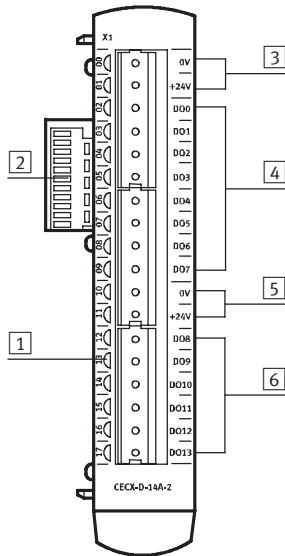 X1
00 0V 3
01 +24V
02 DO0
03 DO1
04 DO2
2 05 DO3 4
06 DO4
07 DO5
08 DO6
09 DO7
10 0V 5
11 +24V
1 12 DO8
13 DO9
14 DO10 6
15 DO11
16 DO12
17 DO13
CECX-D-14A-2